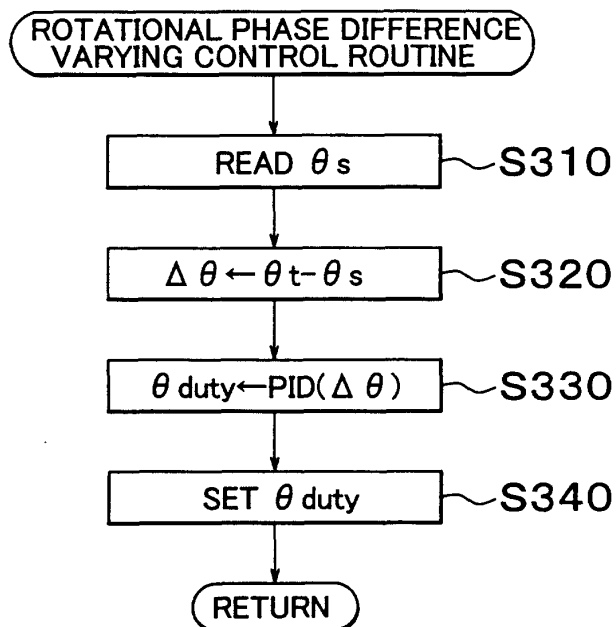 ROTATIONAL PHASE DIFFERENCE
VARYING CONTROL ROUTINE
READ θs
S310
Δθ←θt-θs
S320
θduty←PID(Δθ)
S330
SET θduty
S340
RETURN